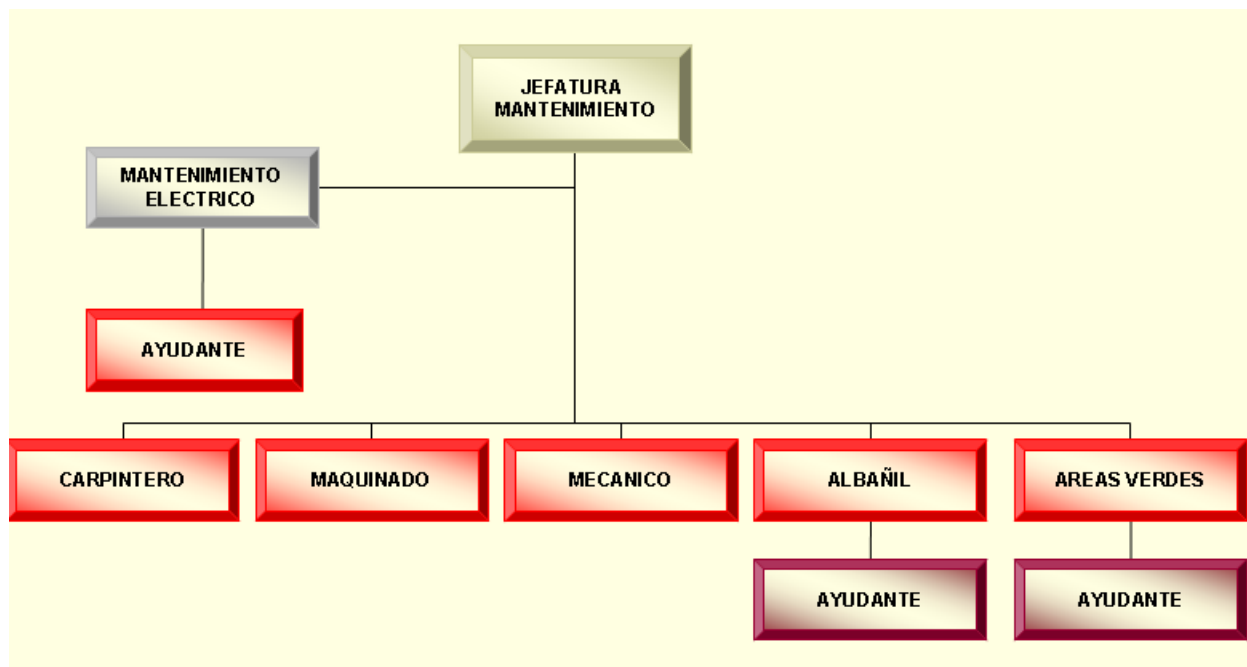 JEFATURA
MANTENIMIENTO
MANTENIMIENTO
ELECTRICO
AYUDANTE
CARPINTERO
MAQUINADO
MECANICO
ALBAÑIL
AREAS VERDES
AYUDANTE
AYUDANTE